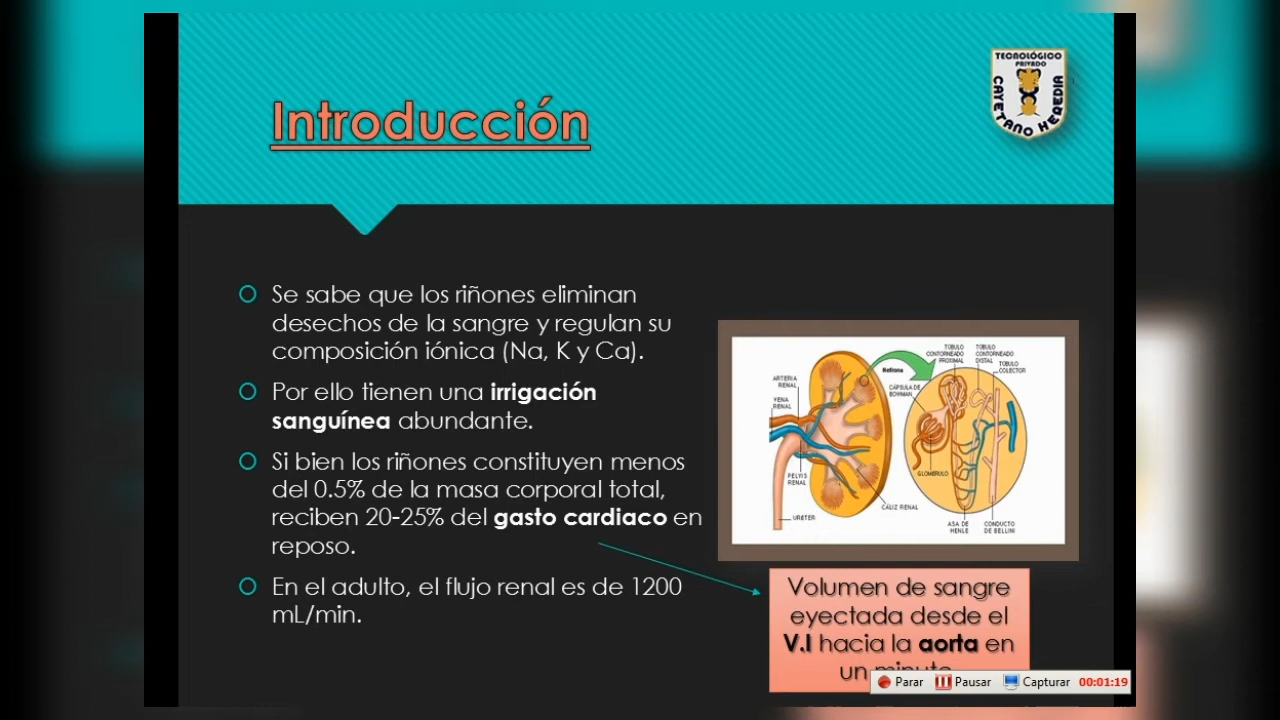 TECNOLÓGICO
PRIVADO
CAYETANO HEREDIA
Introducción
Se sabe que los riñones eliminan
desechos de la sangre y regulan su
composición iónica (Na, K y Ca).
Por ello tienen una irrigación
sanguínea abundante.
Si bien los riñones constituyen menos
del 0.5% de la masa corporal total,
reciben 20-25% del gasto cardiaco en
reposo.
En el adulto, el flujo renal es de 1200
mL/min.
ARTERIA
RENAL
VENA
RENAL
PELVIS
RENAL
URETER
CALIZ RENAL
Nefrona
TÚBULO
CONTORNEADO
PROXIMAL
TÚBULO
CONTORNEADO
DISTAL
TÚBULO
COLECTOR
CÁPSULA DE
BOWMAN
GLOMÉRULO
ASA DE
HENLE
CONDUCTO
DE BELLINI
Volumen de sangre
eyectada desde el
V.I hacia la aorta en
un minuto
Parar Pausar Capturar 00:01:19